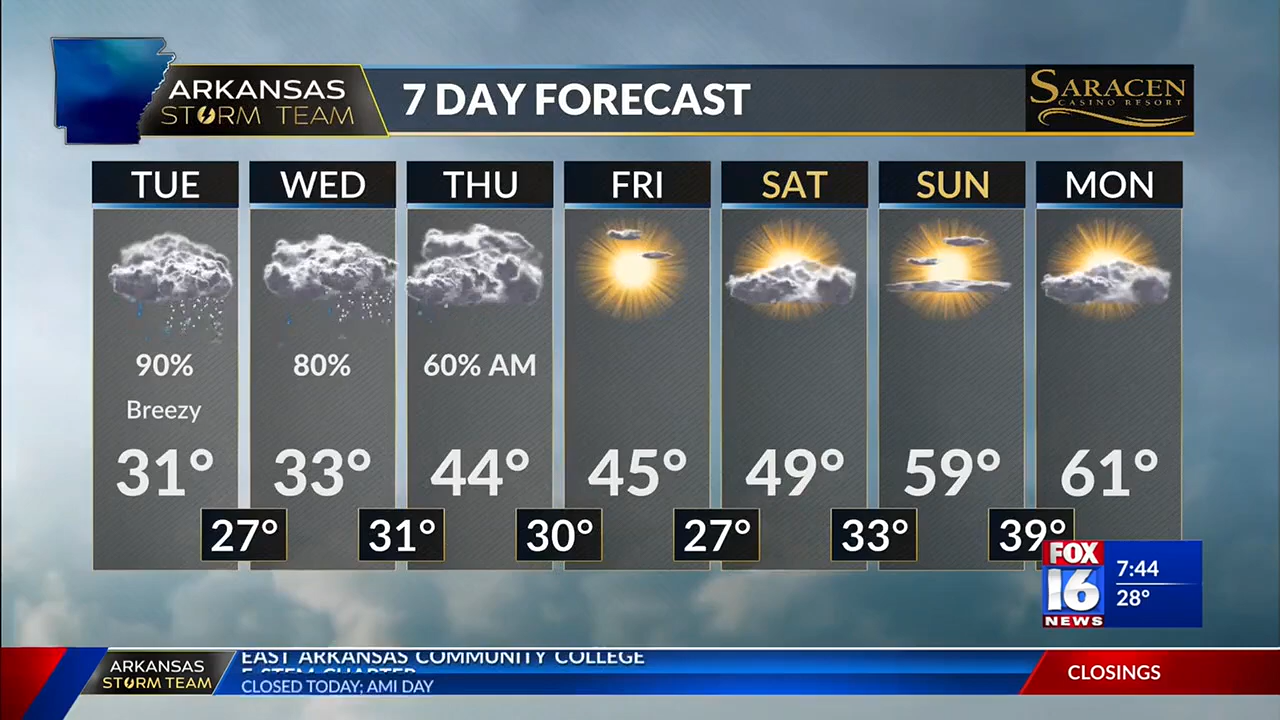 ARKANSAS
STORM TEAM
7 DAY FORECAST
SARACEN
CASINO RESORT
TUE
WED
THU
FRI
SAT
SUN
MON
90%
80%
60% AM
Breezy
31°
33°
44°
45°
49°
59°
61°
27°
31°
30°
27°
33°
39°
FOX
16
NEWS
7:44
28°
ARKANSAS
STORM TEAM
EAST ARKANSAS COMMUNITY COLLEGE
CLOSED TODAY; AMI DAY
CLOSINGS